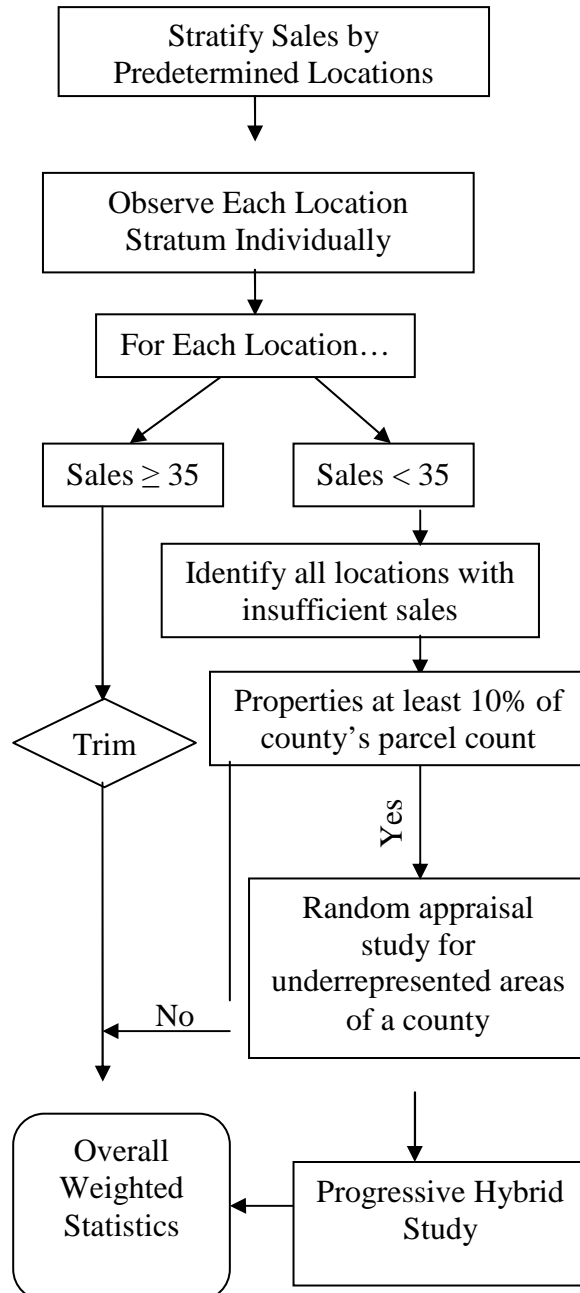 Stratify Sales by
Predetermined Locations
Observe Each Location
Stratum Individually
For Each Location…
Sales ≥ 35
Sales < 35
Identify all locations with
insufficient sales
Properties at least 10% of
county’s parcel count
Trim
Yes
Random appraisal
study for
underrepresented areas
of a county
No
Overall
Weighted
Statistics
Progressive Hybrid
Study